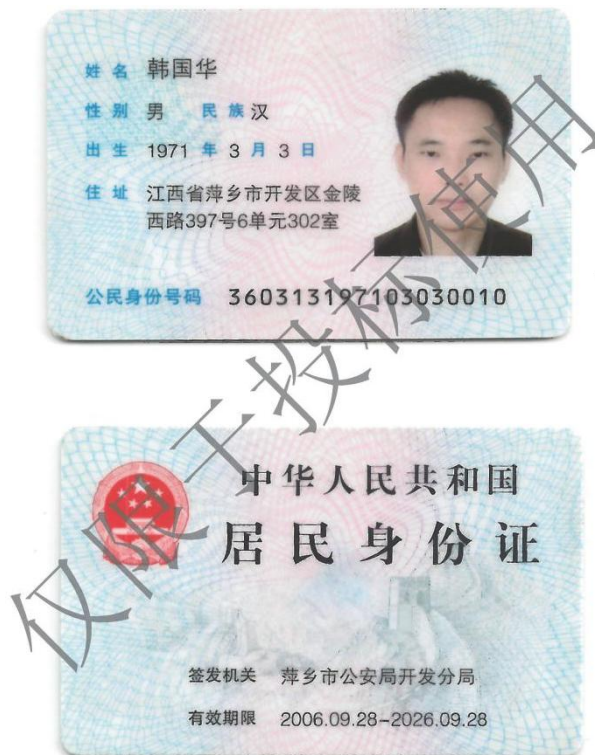 姓名 韩国华
性别 男 民族 汉
出生 1971 年 3 月 3 日
住址 江西省萍乡市开发区金陵
西路397号6单元302室
公民身份号码 360313197103030010
仅限于投标使用
中华人民共和国
居民身份证
签发机关 萍乡市公安局开发分局
有效期限 2006.09.28-2026.09.28